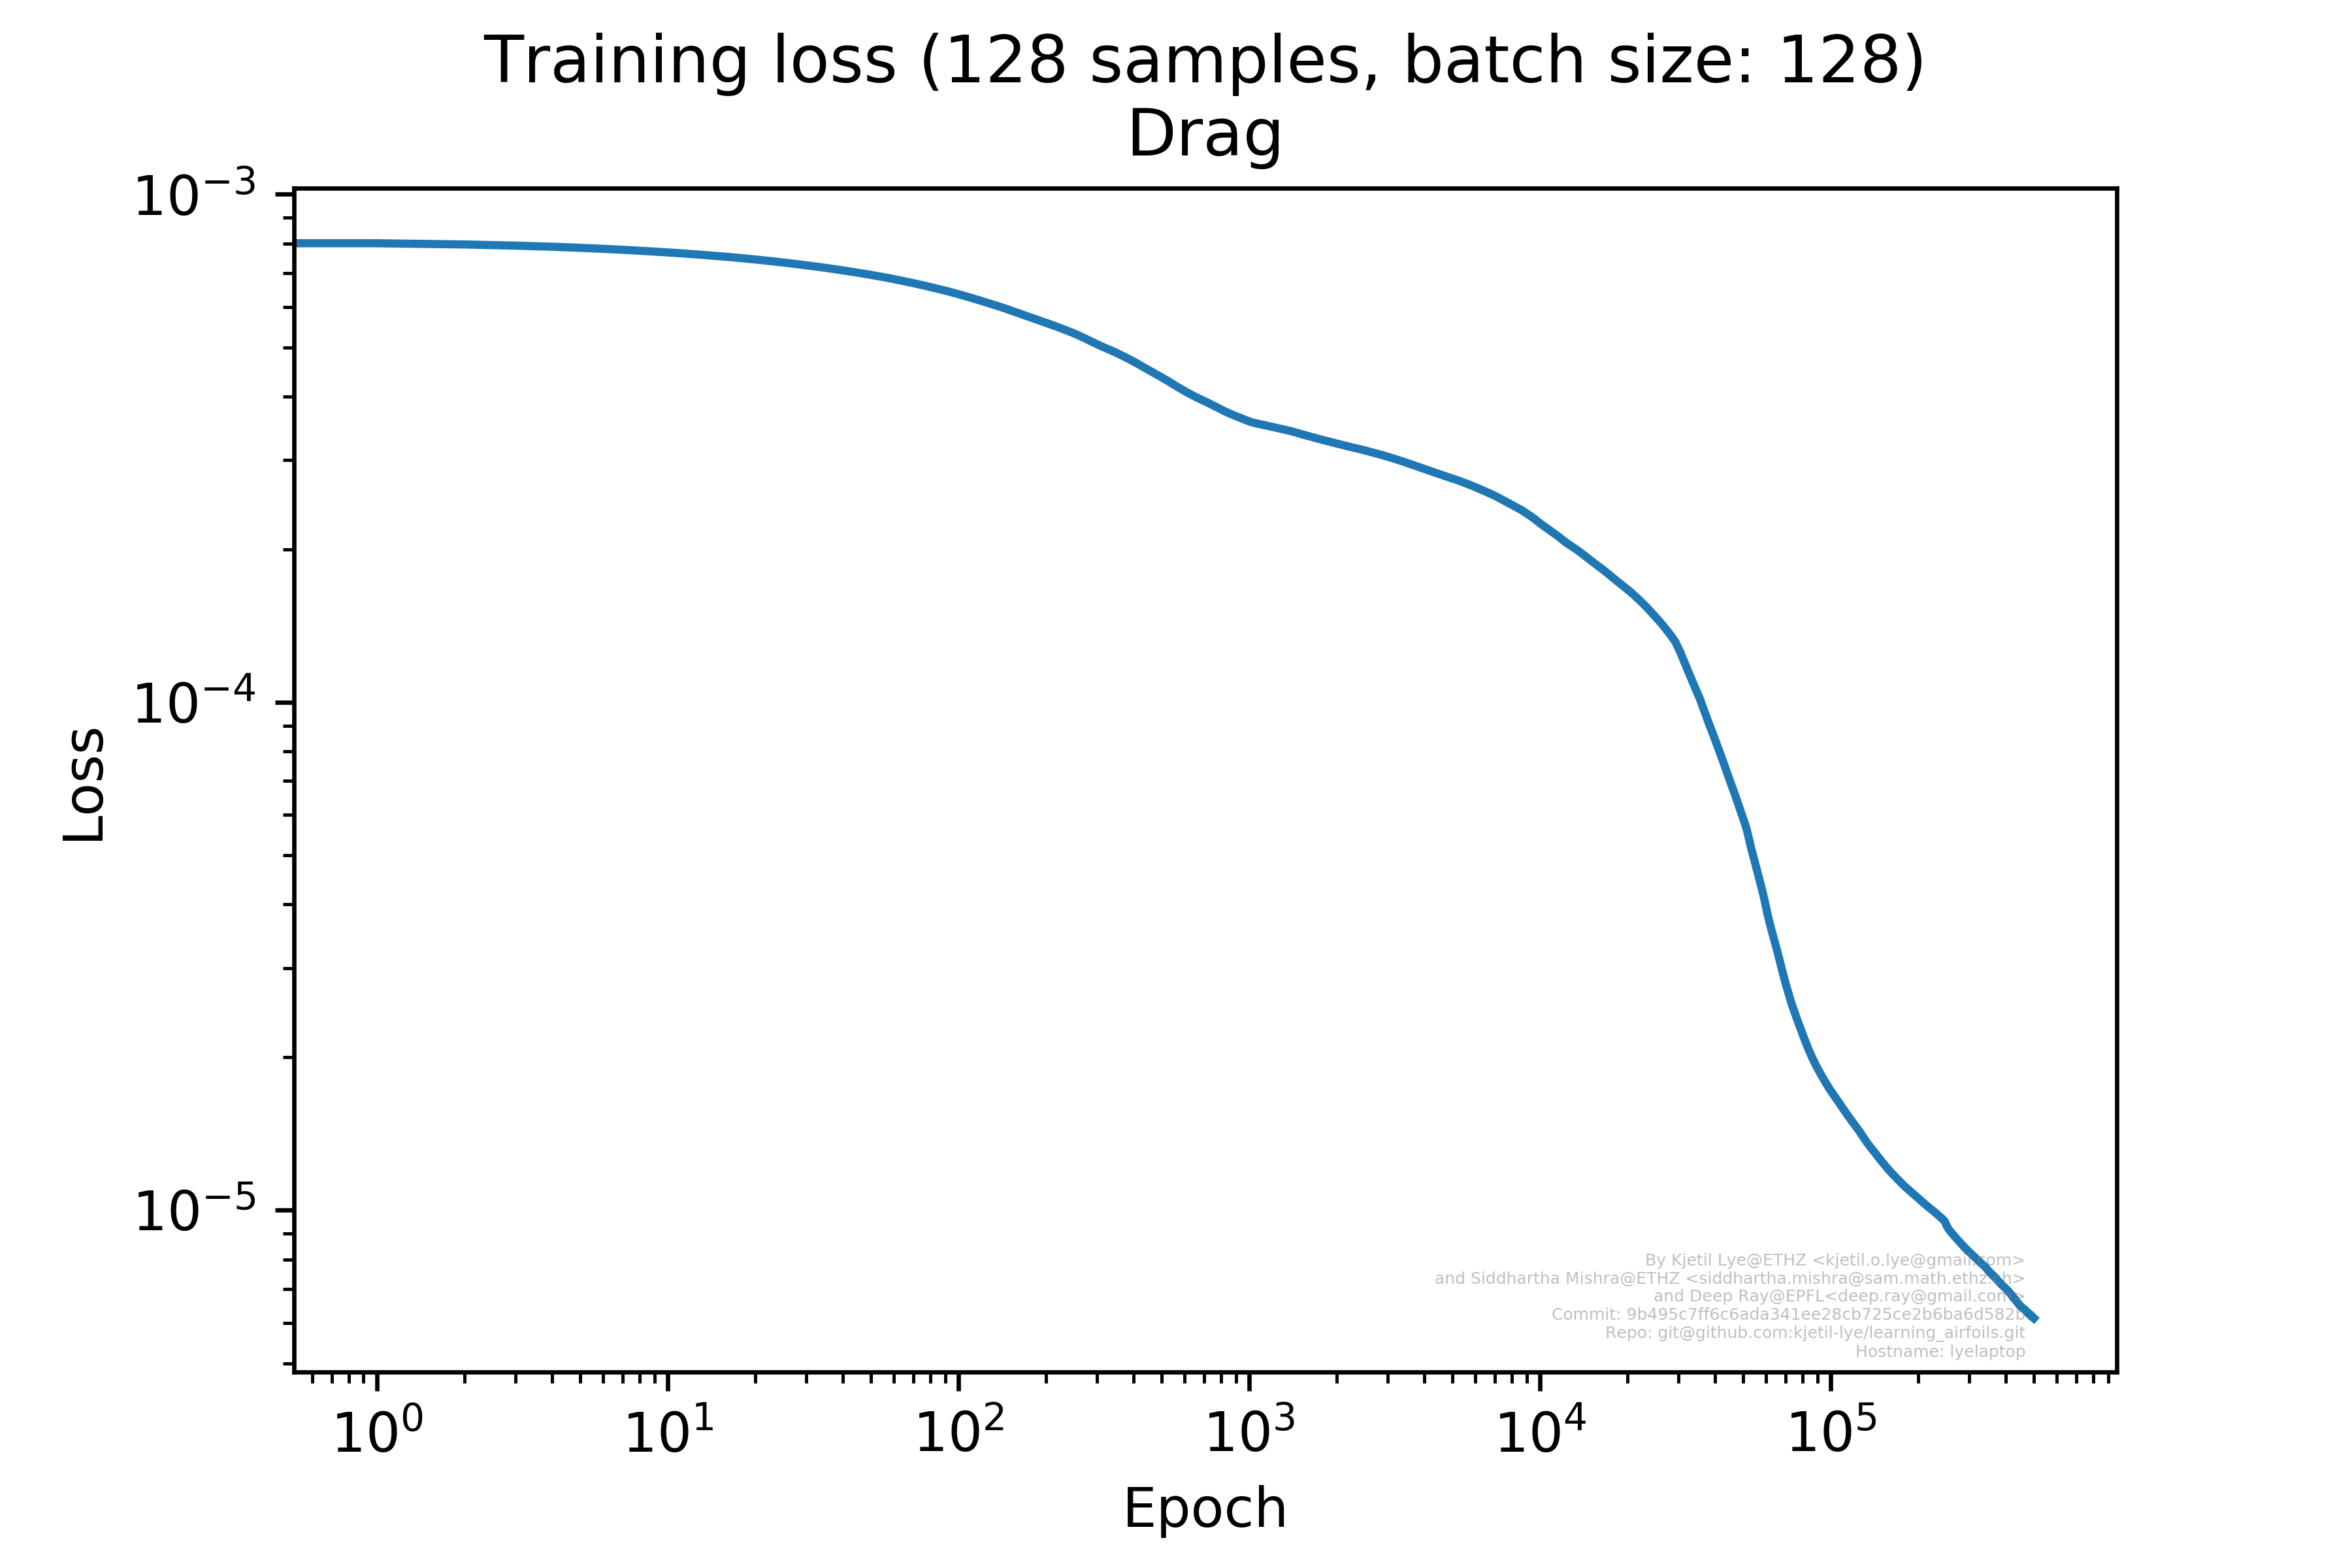 Training loss (128 samples, batch size: 128)
Drag
10⁻³
10⁻⁴
10⁻⁵
Loss
By Kjetil Lye@ETHZ <kjetil.o.lye@gmail.com>
and Siddhartha Mishra@ETHZ <siddhartha.mishra@sam.math.ethz.ch>
and Deep Ray@EPFL<deep.ray@gmail.com>
Commit: 9b495c7ff6c6ada341ee28cb725ce2b6ba6d582b
Repo: git@github.com:kjetil-lye/learning_airfoils.git
Hostname: lyelaptop
10⁰ 10¹ 10² 10³ 10⁴ 10⁵
Epoch